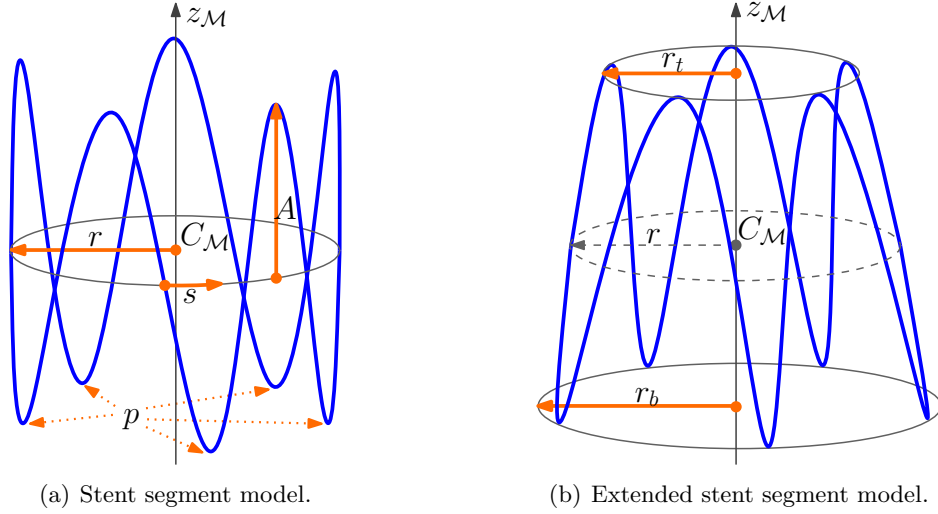 z_ℳ
r
C_ℳ
A
s
p
(a) Stent segment model.
z_ℳ
r_t
r
C_ℳ
r_b
(b) Extended stent segment model.